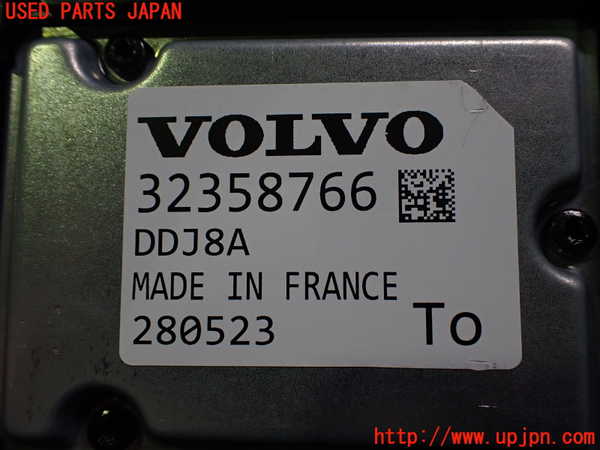 USED PARTS JAPAN
VOLVO
32358766
DDJ8A
MADE IN FRANCE
280523
To
http://www.upjpn.com/